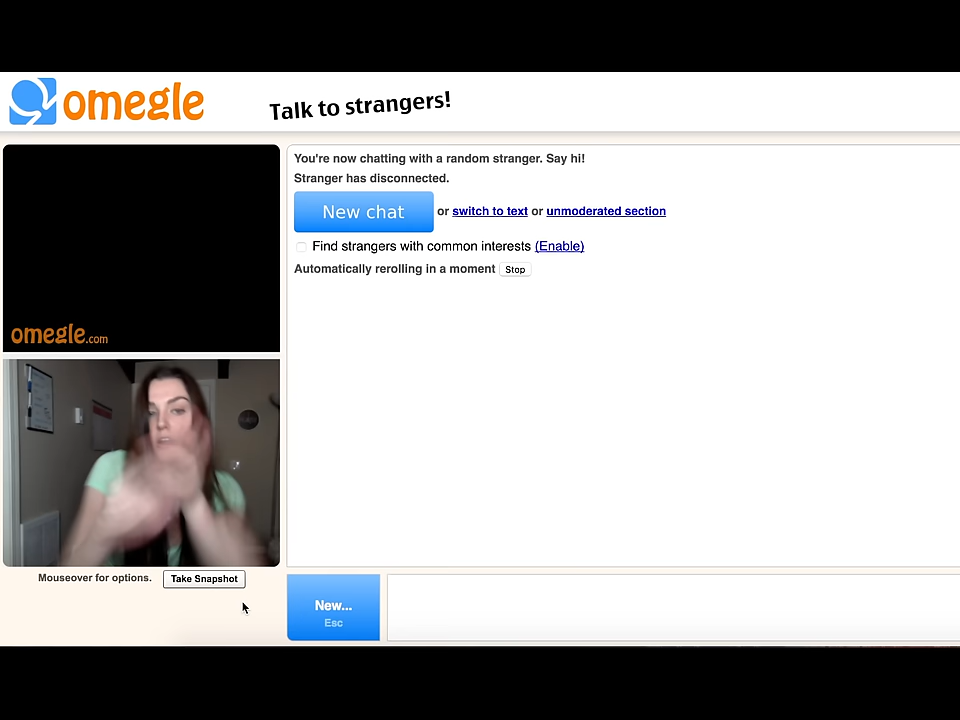 omegle
Talk to strangers!
You're now chatting with a random stranger. Say hi!
Stranger has disconnected.
New chat or switch to text or unmoderated section
Find strangers with common interests (Enable)
Automatically rerolling in a moment Stop
omegle.com
Mouseover for options. Take Snapshot
New...
Esc